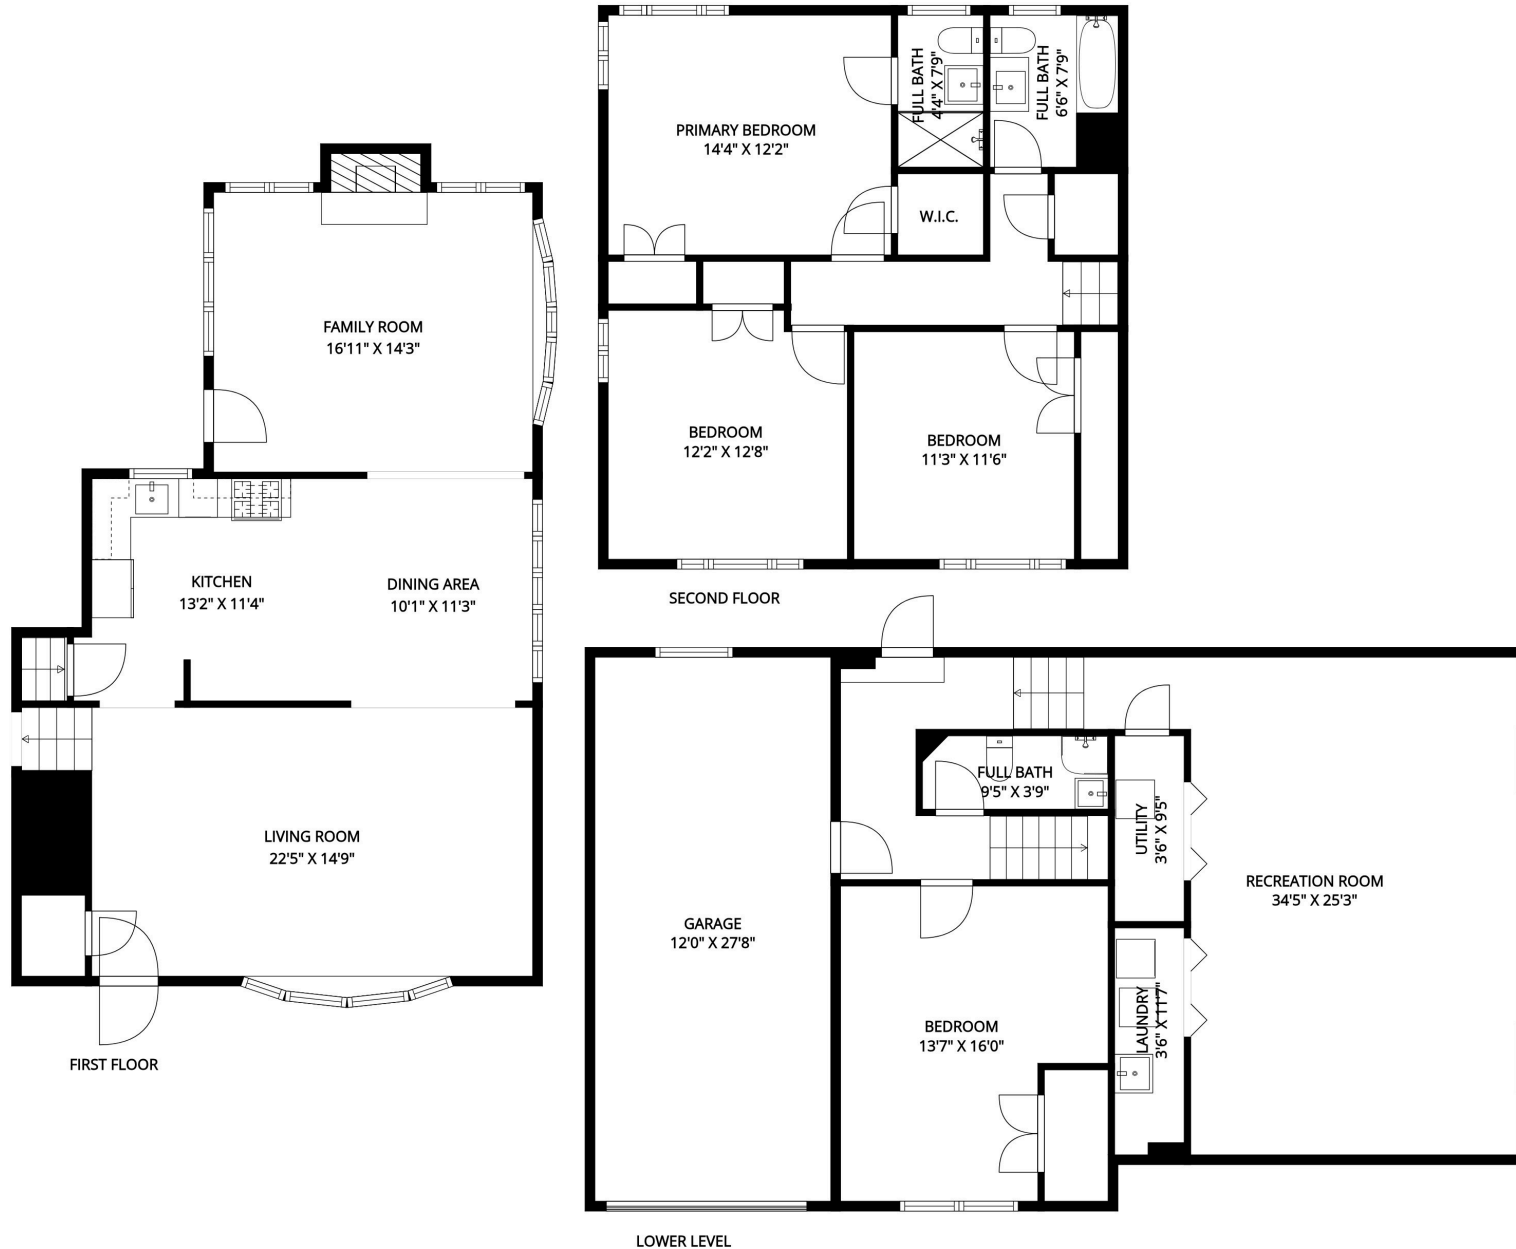 FAMILY ROOM
16'11" X 14'3"
KITCHEN
13'2" X 11'4"
DINING AREA
10'1" X 11'3"
LIVING ROOM
22'5" X 14'9"
FIRST FLOOR
PRIMARY BEDROOM
14'4" X 12'2"
FULL BATH
4'4" X 7'9"
FULL BATH
6'6" X 7'9"
W.I.C.
BEDROOM
12'2" X 12'8"
BEDROOM
11'3" X 11'6"
SECOND FLOOR
FULL BATH
9'5" X 3'9"
UTILITY
3'6" X 9'5"
RECREATION ROOM
34'5" X 25'3"
GARAGE
12'0" X 27'8"
BEDROOM
13'7" X 16'0"
LAUNDRY
3'6" X 11'7"
LOWER LEVEL